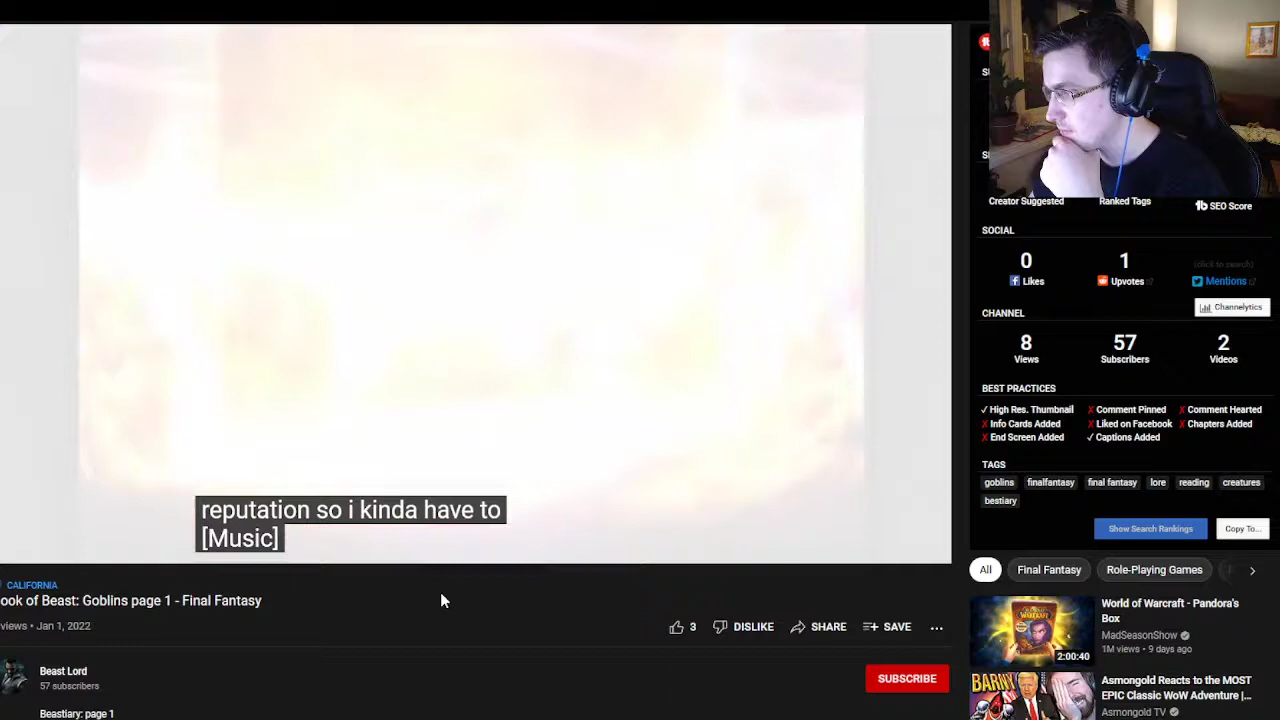 reputation so i kinda have to
[Music]
CALIFORNIA
ook of Beast: Goblins page 1 - Final Fantasy
views • Jan 1, 2022
3
DISLIKE
SHARE
SAVE
...
Beast Lord
57 subscribers
SUBSCRIBE
Beastiary: page 1
Creator Suggested
Ranked Tags
SEO Score
SOCIAL
0
Likes
1
Upvotes
(click to search)
Mentions
Channelytics
CHANNEL
8
Views
57
Subscribers
2
Videos
BEST PRACTICES
✓ High Res. Thumbnail
✗ Comment Pinned
✗ Comment Hearted
✗ Info Cards Added
✗ Liked on Facebook
✗ Chapters Added
✗ End Screen Added
✓ Captions Added
TAGS
goblins
finalfantasy
final fantasy
lore
reading
creatures
bestiary
Show Search Rankings
Copy To...
All
Final Fantasy
Role-Playing Games
World of Warcraft - Pandora's
Box
MadSeasonShow
1M views • 9 days ago
2:00:40
BARNY
Asmongold Reacts to the MOST
EPIC Classic WoW Adventure |...
Asmongold TV